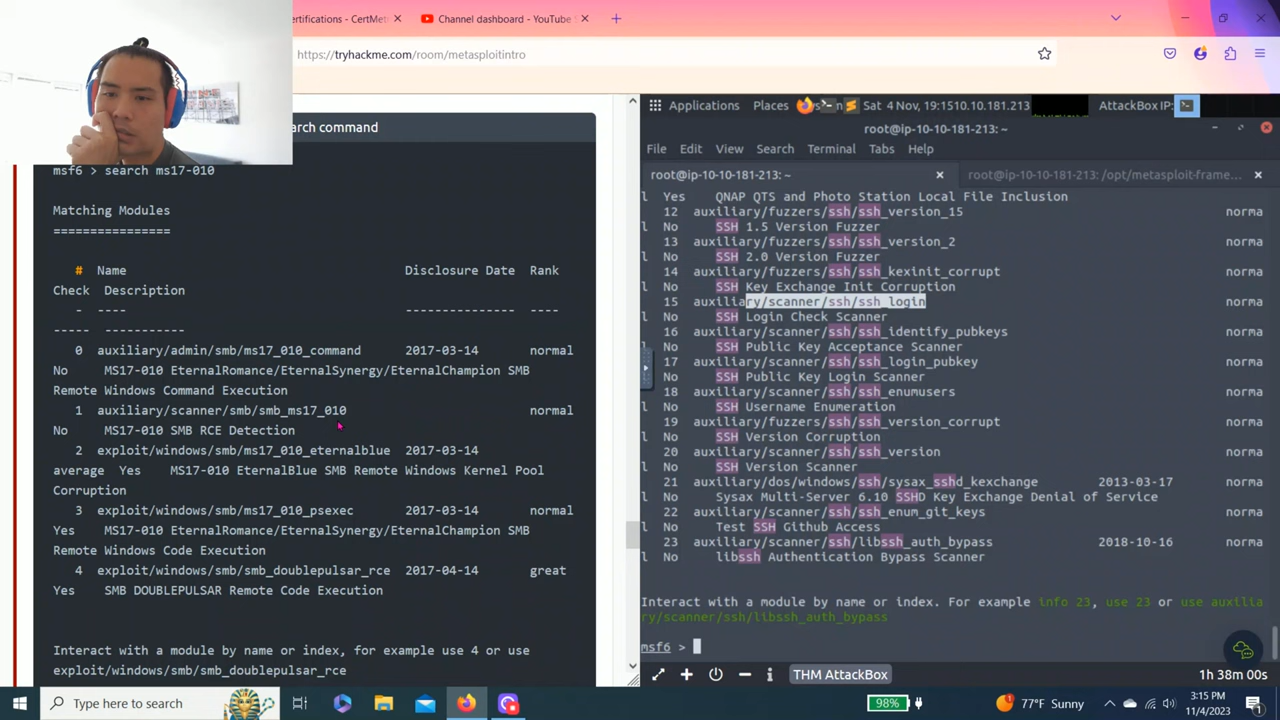 ertifications - CertMet
Channel dashboard - YouTube
https://tryhackme.com/room/metasploitintro
arch command
msf6 > search ms17-010
Matching Modules
================
# Name Disclosure Date Rank
Check Description
- ---- --------------- ----
----- -----------
0 auxiliary/admin/smb/ms17_010_command 2017-03-14 normal
No MS17-010 EternalRomance/EternalSynergy/EternalChampion SMB
Remote Windows Command Execution
1 auxiliary/scanner/smb/smb_ms17_010 normal
No MS17-010 SMB RCE Detection
2 exploit/windows/smb/ms17_010_eternalblue 2017-03-14
average Yes MS17-010 EternalBlue SMB Remote Windows Kernel Pool
Corruption
3 exploit/windows/smb/ms17_010_psexec 2017-03-14 normal
Yes MS17-010 EternalRomance/EternalSynergy/EternalChampion SMB
Remote Windows Code Execution
4 exploit/windows/smb/smb_doublepulsar_rce 2017-04-14 great
Yes SMB DOUBLEPULSAR Remote Code Execution
Interact with a module by name or index, for example use 4 or use
exploit/windows/smb/smb_doublepulsar_rce
Applications Places Sat 4 Nov, 19:1510.10.181.213 AttackBox IP:
root@ip-10-10-181-213: ~
File Edit View Search Terminal Tabs Help
root@ip-10-10-181-213: ~
root@ip-10-10-181-213: /opt/metasploit-frame...
l Yes QNAP QTS and Photo Station Local File Inclusion
12 auxiliary/fuzzers/ssh/ssh_version_15 norma
l No SSH 1.5 Version Fuzzer
13 auxiliary/fuzzers/ssh/ssh_version_2 norma
l No SSH 2.0 Version Fuzzer
14 auxiliary/fuzzers/ssh/ssh_kexinit_corrupt norma
l No SSH Key Exchange Init Corruption
15 auxiliary/scanner/ssh/ssh_login norma
l No SSH Login Check Scanner
16 auxiliary/scanner/ssh/ssh_identify_pubkeys norma
l No SSH Public Key Acceptance Scanner
17 auxiliary/scanner/ssh/ssh_login_pubkey norma
l No SSH Public Key Login Scanner
18 auxiliary/scanner/ssh/ssh_enumusers norma
l No SSH Username Enumeration
19 auxiliary/fuzzers/ssh/ssh_version_corrupt norma
l No SSH Version Corruption
20 auxiliary/scanner/ssh/ssh_version norma
l No SSH Version Scanner
21 auxiliary/dos/windows/ssh/sysax_sshd_kexchange 2013-03-17 norma
l No Sysax Multi-Server 6.10 SSHD Key Exchange Denial of Service
22 auxiliary/scanner/ssh/ssh_enum_git_keys norma
l No Test SSH Github Access
23 auxiliary/scanner/ssh/libssh_auth_bypass 2018-10-16 norma
l No libssh Authentication Bypass Scanner
Interact with a module by name or index. For example info 23, use 23 or use auxilia
ry/scanner/ssh/libssh_auth_bypass
msf6 >
THM AttackBox
1h 38m 00s
Type here to search
98%
77°F Sunny
3:15 PM
11/4/2023